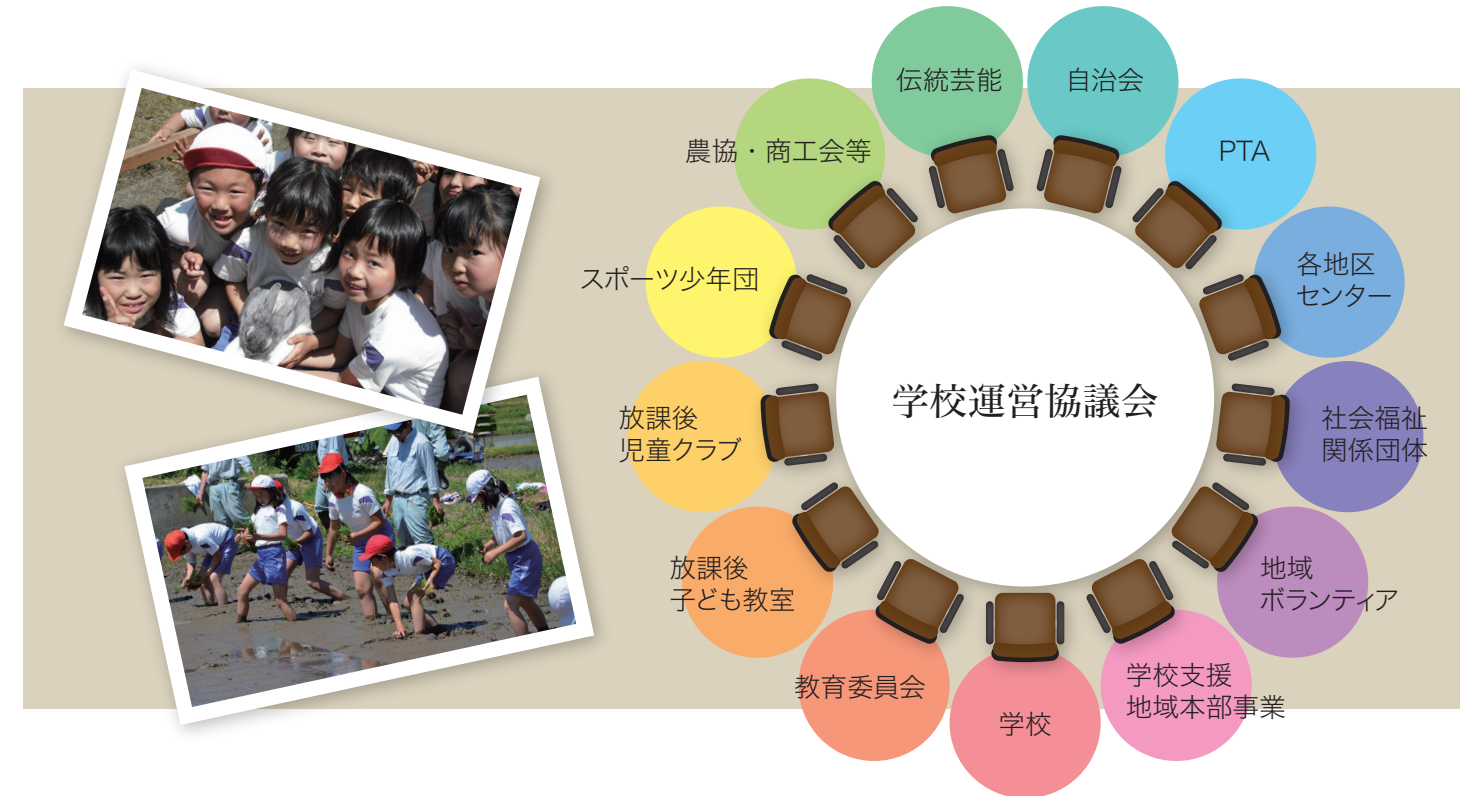 伝統芸能
自治会
農協・商工会等
PTA
スポーツ少年団
各地区
センター
学校運営協議会
放課後
児童クラブ
社会福祉
関係団体
放課後
子ども教室
地域
ボランティア
教育委員会
学校
学校支援
地域本部事業